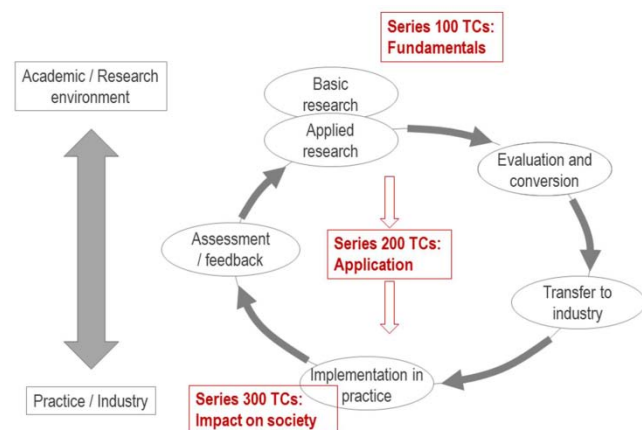 Series 100 TCs:
Fundamentals
Academic / Research
environment
Basic
research
Applied
research
Evaluation and
conversion
Assessment
/ feedback
Series 200 TCs:
Application
Transfer to
industry
Implementation in
practice
Series 300 TCs:
Impact on society
Practice / Industry